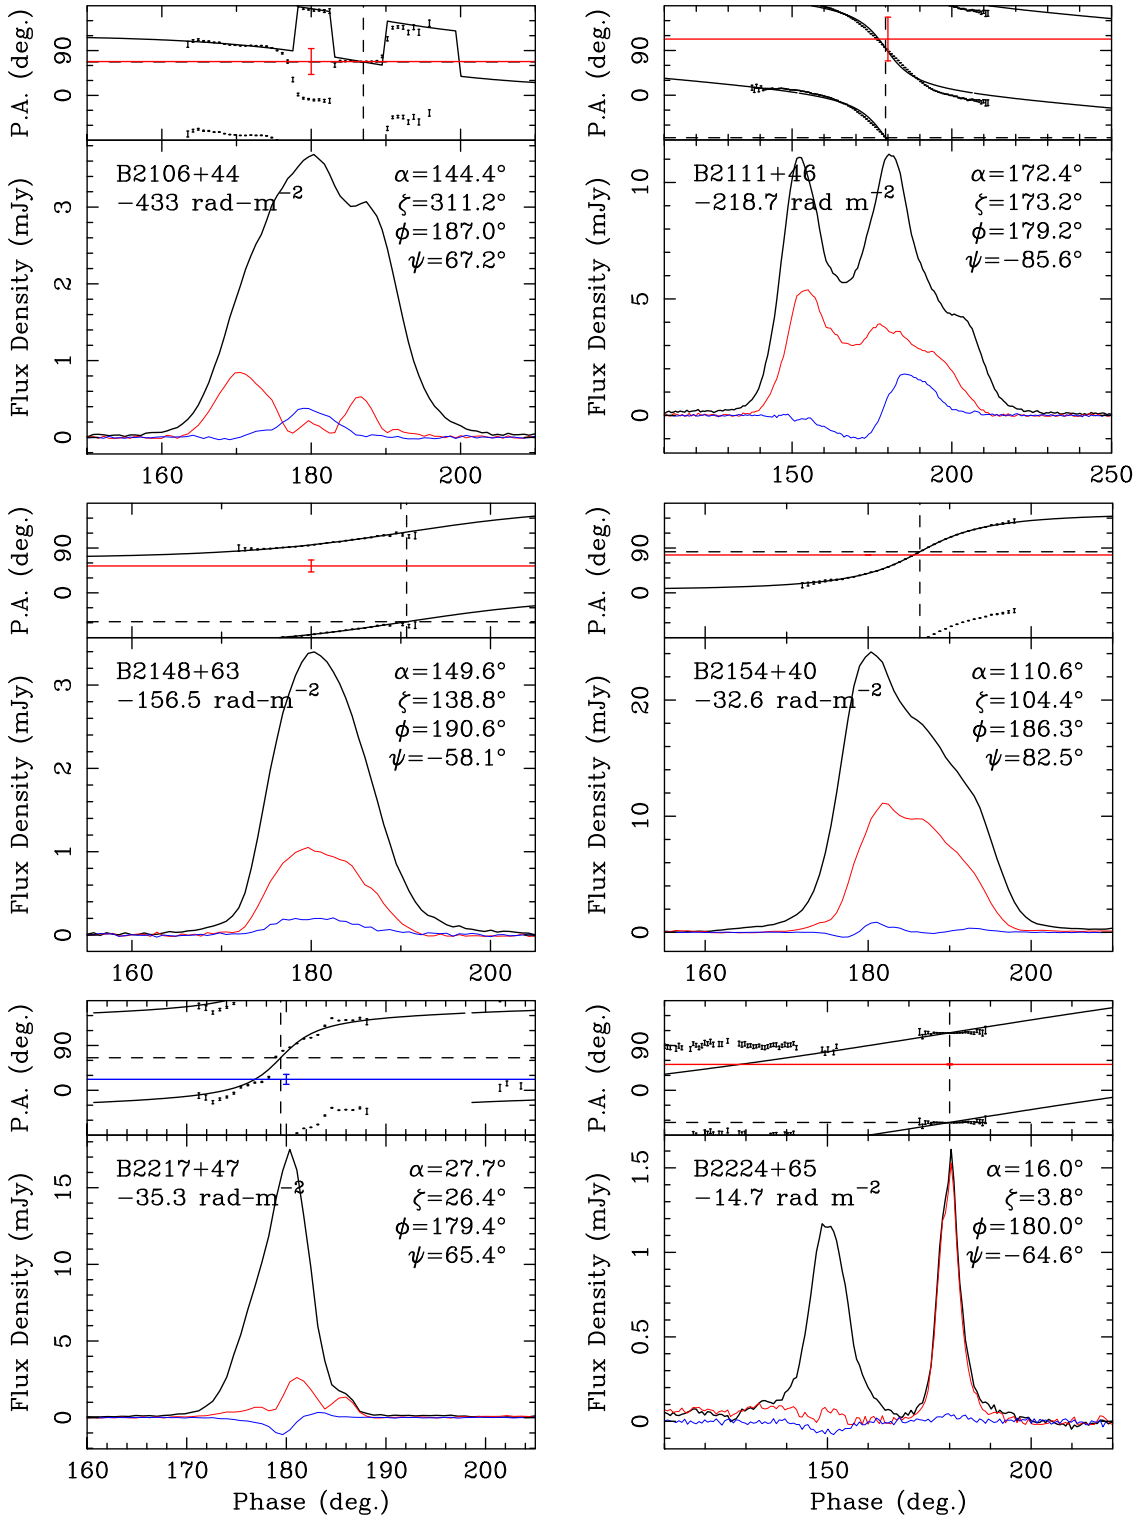 P.A. (deg.)
90
0
B2106+44
−433 rad−m−2
α=144.4°
ζ=311.2°
ϕ=187.0°
ψ=67.2°
Flux Density (mJy)
3
2
1
0
160 180 200
P.A. (deg.)
90
0
B2111+46
−218.7 rad m−2
α=172.4°
ζ=173.2°
ϕ=179.2°
ψ=−85.6°
Flux Density (mJy)
10
5
0
150 200 250
P.A. (deg.)
90
0
B2148+63
−156.5 rad−m−2
α=149.6°
ζ=138.8°
ϕ=190.6°
ψ=−58.1°
Flux Density (mJy)
3
2
1
0
160 180 200
P.A. (deg.)
90
0
B2154+40
−32.6 rad−m−2
α=110.6°
ζ=104.4°
ϕ=186.3°
ψ=82.5°
Flux Density (mJy)
20
10
0
160 180 200
P.A. (deg.)
90
0
B2217+47
−35.3 rad−m−2
α=27.7°
ζ=26.4°
ϕ=179.4°
ψ=65.4°
Flux Density (mJy)
15
10
5
0
160 170 180 190 200
Phase (deg.)
P.A. (deg.)
90
0
B2224+65
−14.7 rad m−2
α=16.0°
ζ=3.8°
ϕ=180.0°
ψ=−64.6°
Flux Density (mJy)
1.5
1
0.5
0
150 200
Phase (deg.)